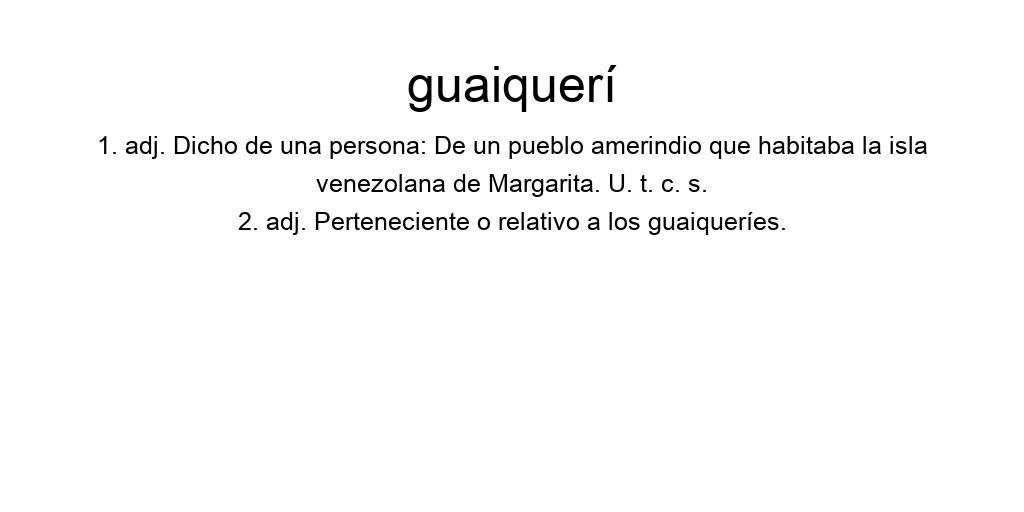 guaiquerí
1. adj. Dicho de una persona: De un pueblo amerindio que habitaba la isla
venezolana de Margarita. U. t. c. s.
2. adj. Perteneciente o relativo a los guaiqueríes.